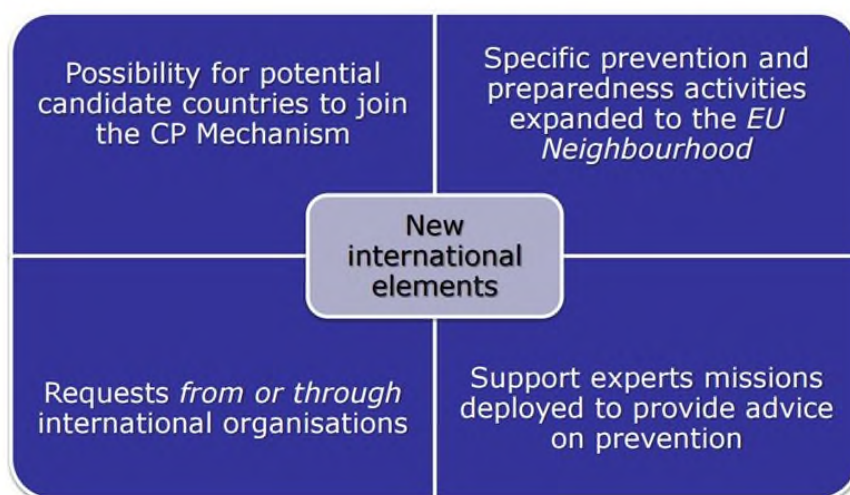 Possibility for potential
candidate countries to join
the CP Mechanism
Specific prevention and
preparedness activities
expanded to the EU
Neighbourhood
New
international
elements
Requests from or through
international organisations
Support experts missions
deployed to provide advice
on prevention